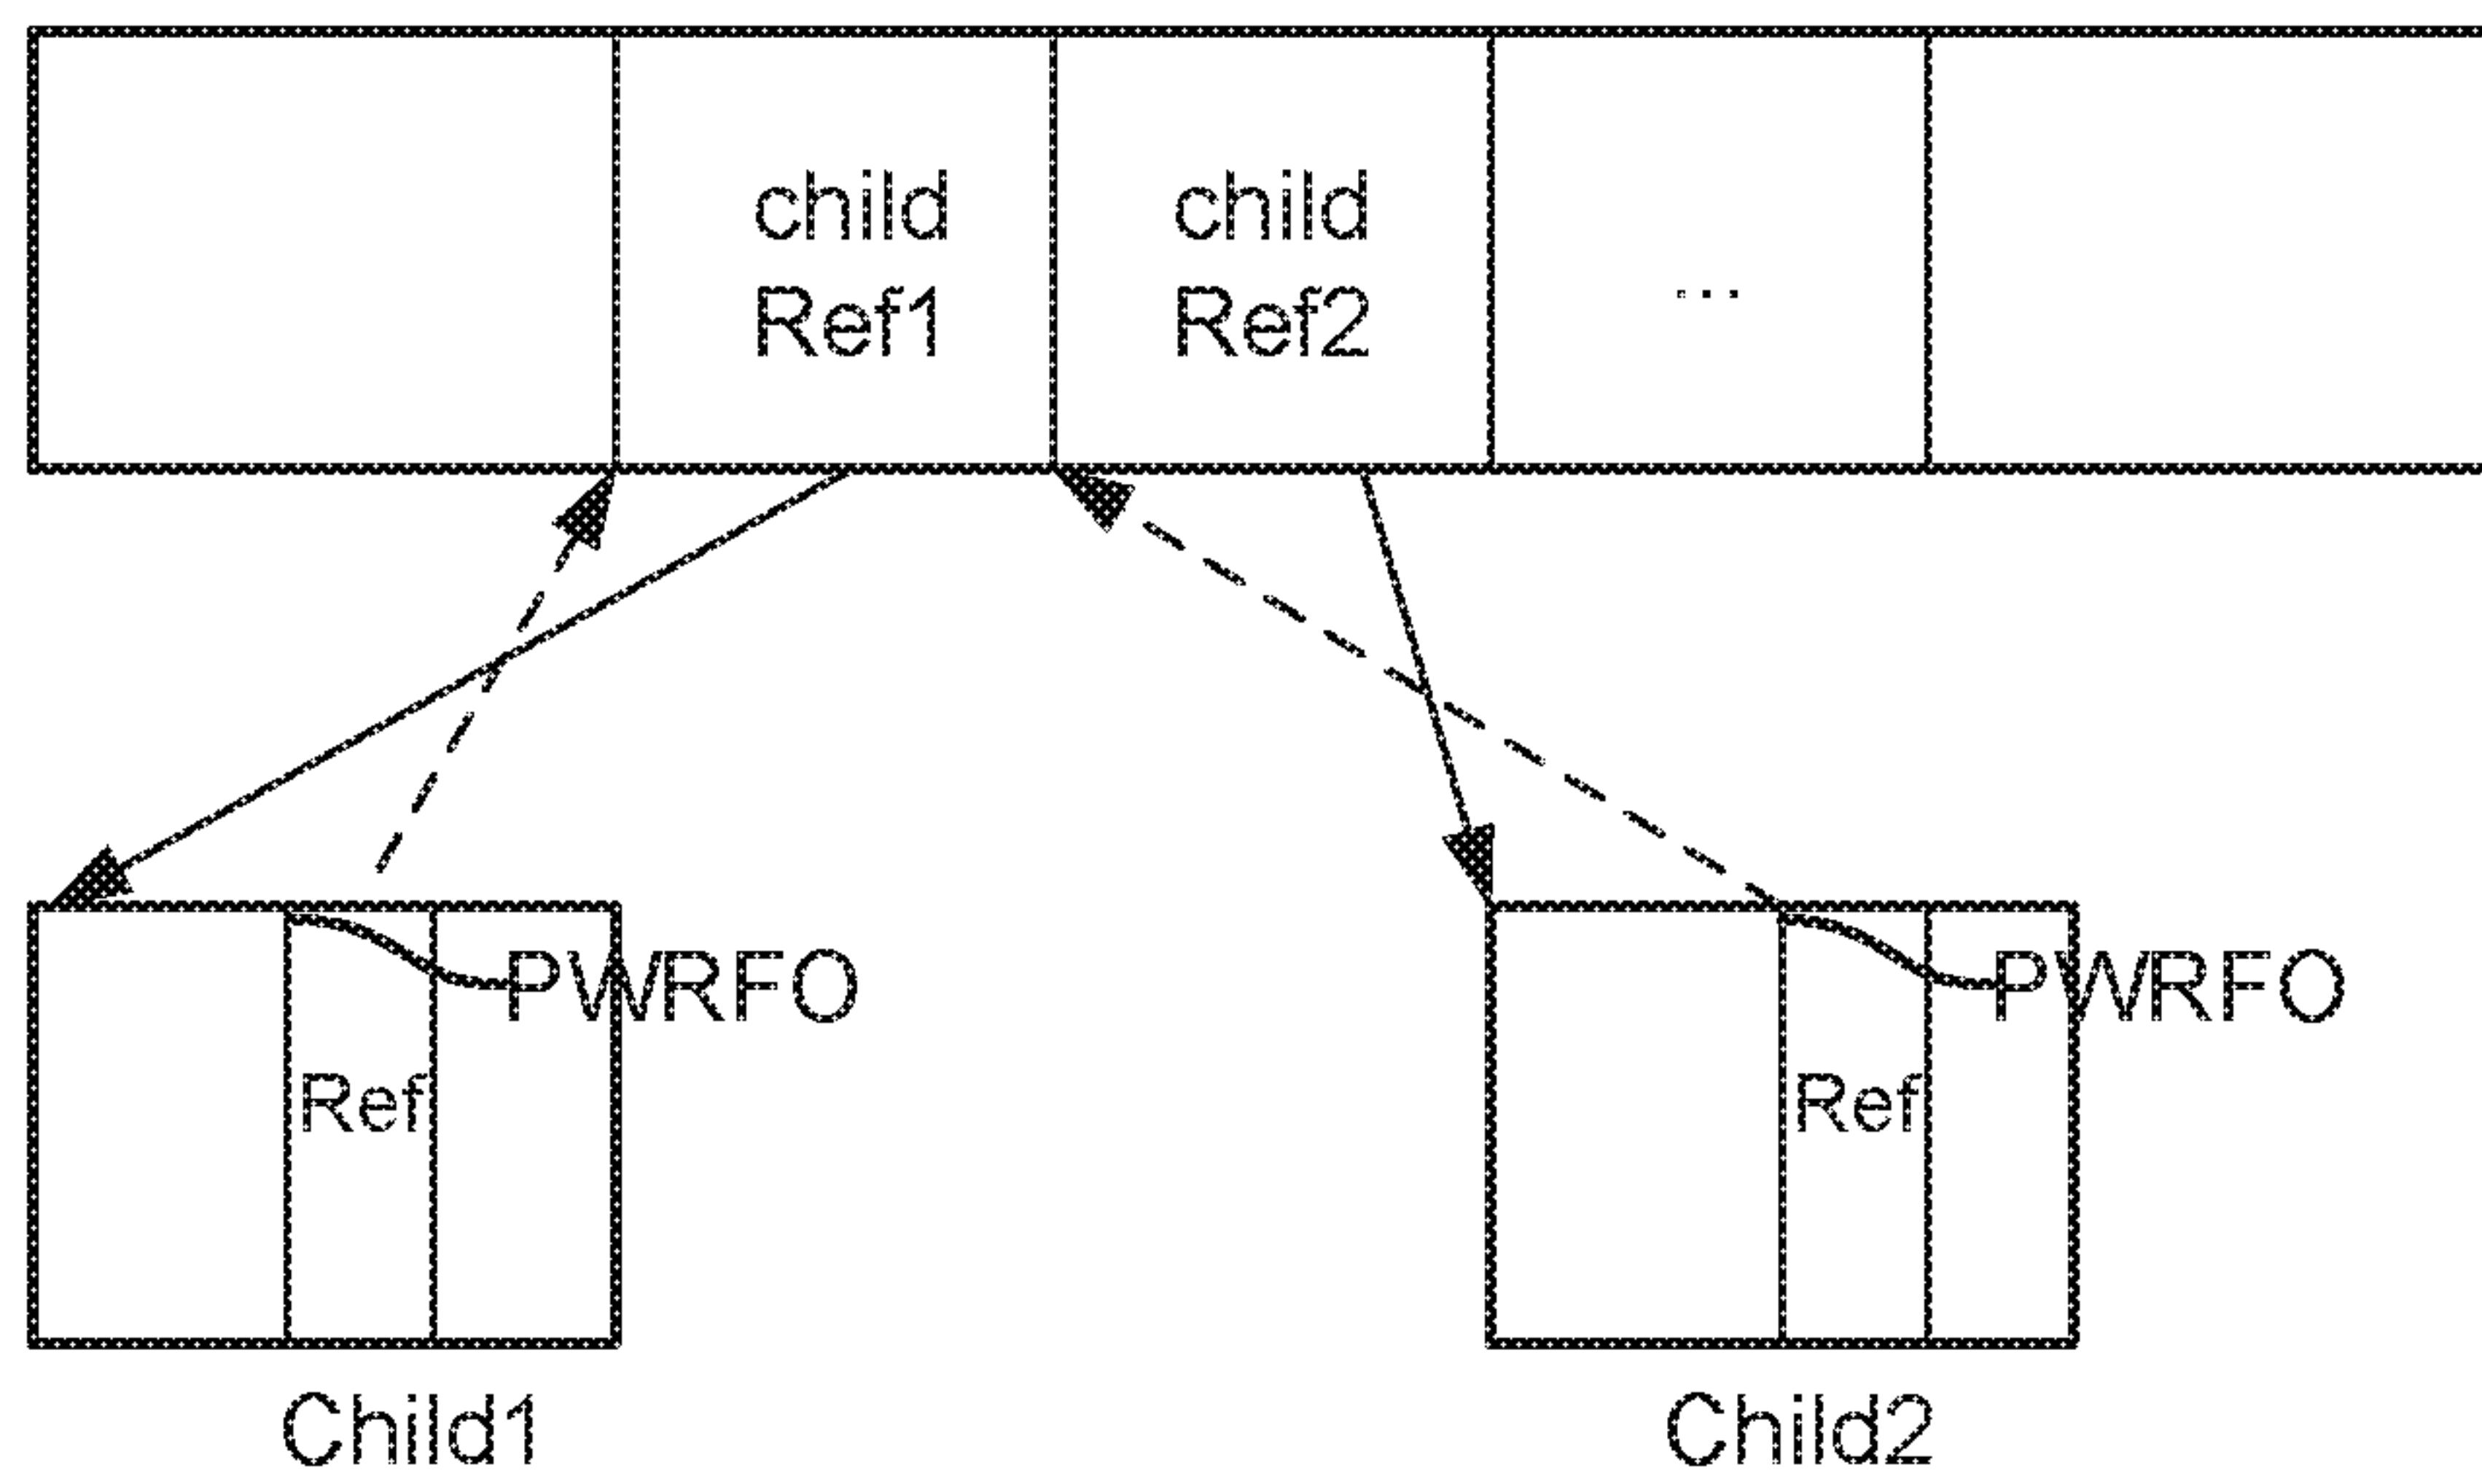 child
Ref1
child
Ref2
...
PWRFO
Ref
PWRFO
Ref
Child1
Child2